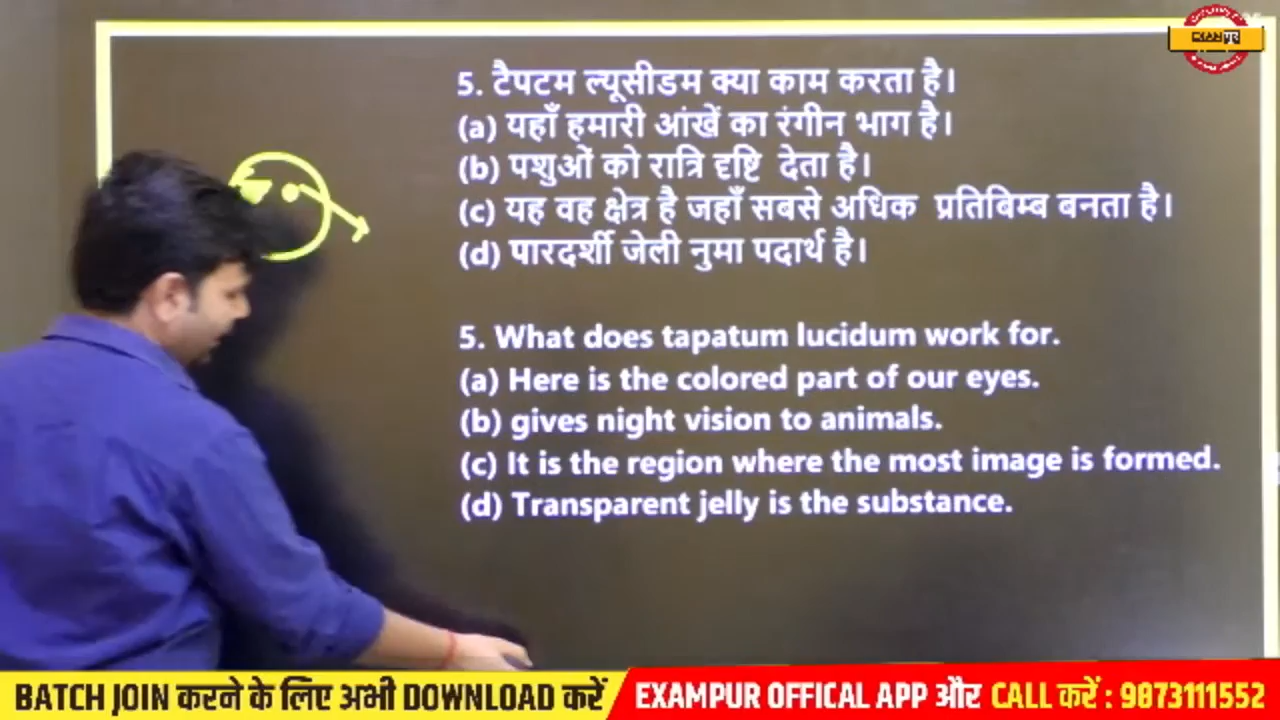 EXAMपुर
5. टैपटम ल्यूसीडम क्या काम करता है।
(a) यहाँ हमारी आंखें का रंगीन भाग है।
(b) पशुओं को रात्रि दृष्टि देता है।
(c) यह वह क्षेत्र है जहाँ सबसे अधिक प्रतिबिम्ब बनता है।
(d) पारदर्शी जेली नुमा पदार्थ है।
5. What does tapatum lucidum work for.
(a) Here is the colored part of our eyes.
(b) gives night vision to animals.
(c) It is the region where the most image is formed.
(d) Transparent jelly is the substance.
BATCH JOIN करने के लिए अभी DOWNLOAD करें
EXAMPUR OFFICAL APP और CALL करें : 9873111552